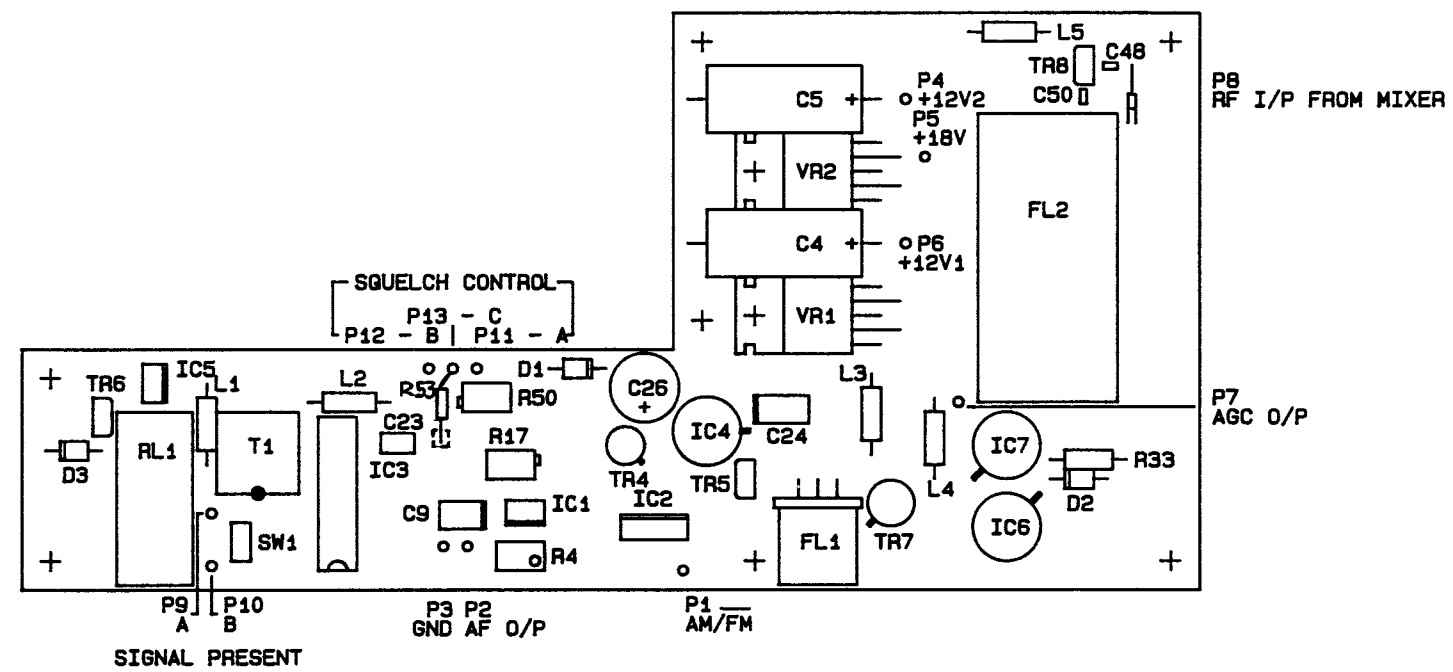 L5
TR8 C48
C5 + P4
+12V2
C50
P8
RF I/P FROM MIXER
P5
+18V
VR2
FL2
C4 + P6
+12V1
SQUELCH CONTROL
P13 - C
P12 - B P11 - A
VR1
TR6 IC5 L1 L2 R53 D1 C26 + L3
R50
P7
AGC O/P
D3 RL1 T1 C23 IC3 R17 TR4 IC4 C24 IC7 R33
TR5 L4 D2
C9 IC1 IC2
SW1 R4 FL1 TR7 IC6
P9 P10
A B
P3 P2
GND AF O/P
P1
AM/FM
SIGNAL PRESENT